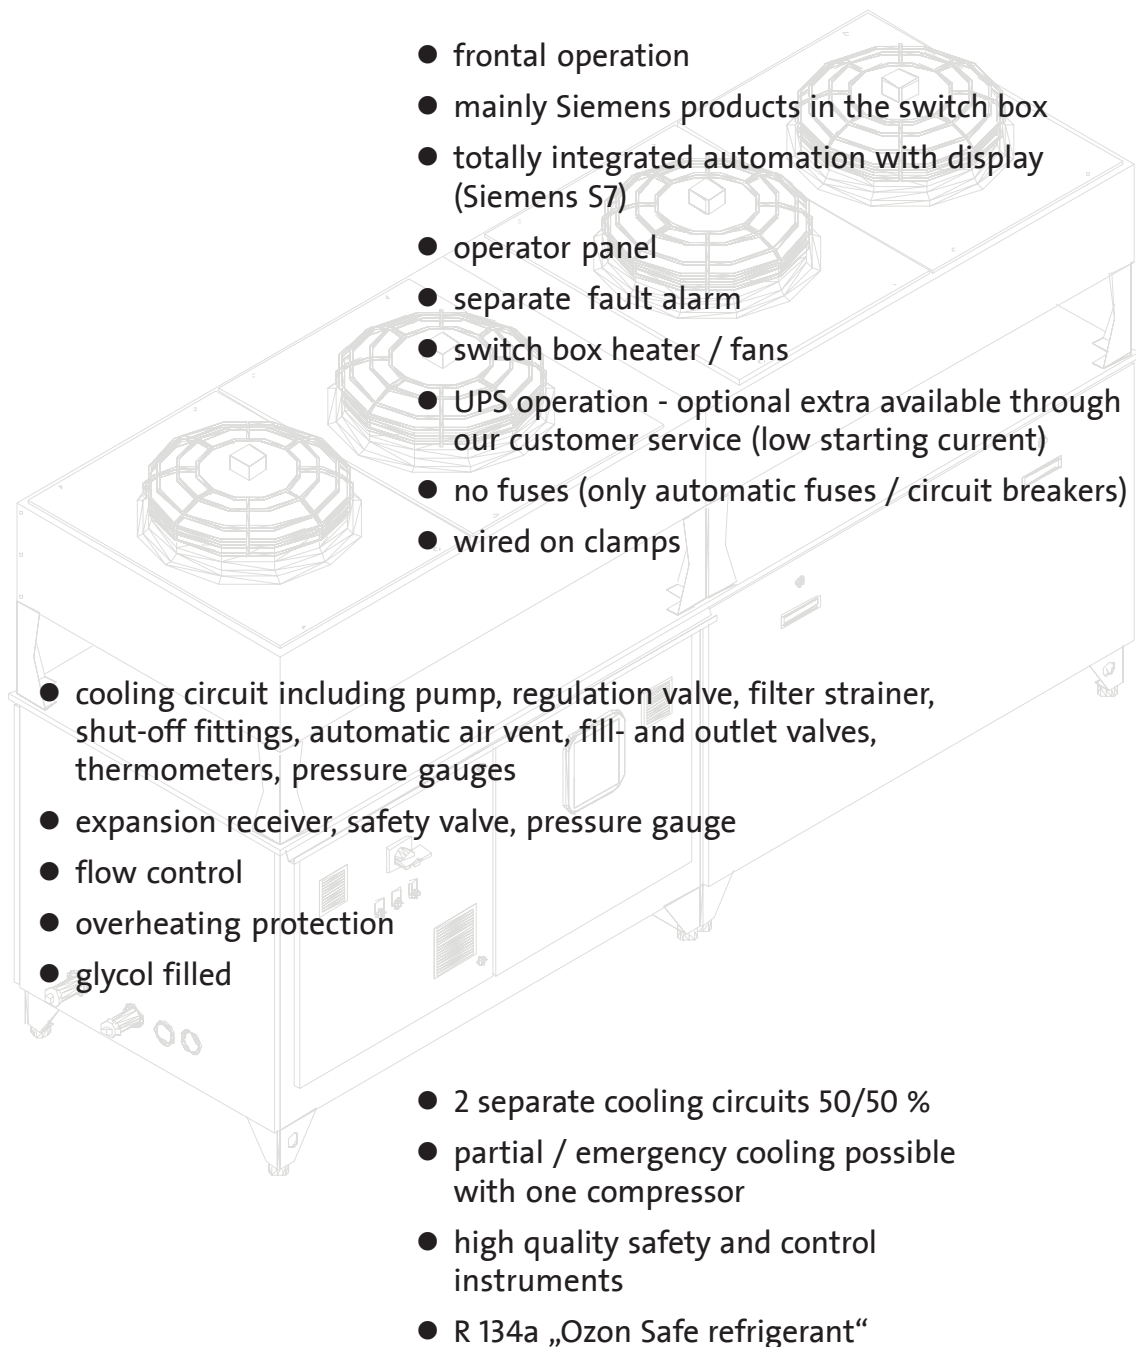 ● frontal operation
● mainly Siemens products in the switch box
● totally integrated automation with display
(Siemens S7)
● operator panel
● separate fault alarm
● switch box heater / fans
● UPS operation - optional extra available through
our customer service (low starting current)
● no fuses (only automatic fuses / circuit breakers)
● wired on clamps
● cooling circuit including pump, regulation valve, filter strainer,
shut-off fittings, automatic air vent, fill- and outlet valves,
thermometers, pressure gauges
● expansion receiver, safety valve, pressure gauge
● flow control
● overheating protection
● glycol filled
● 2 separate cooling circuits 50/50 %
● partial / emergency cooling possible
with one compressor
● high quality safety and control
instruments
● R 134a „Ozon Safe refrigerant“